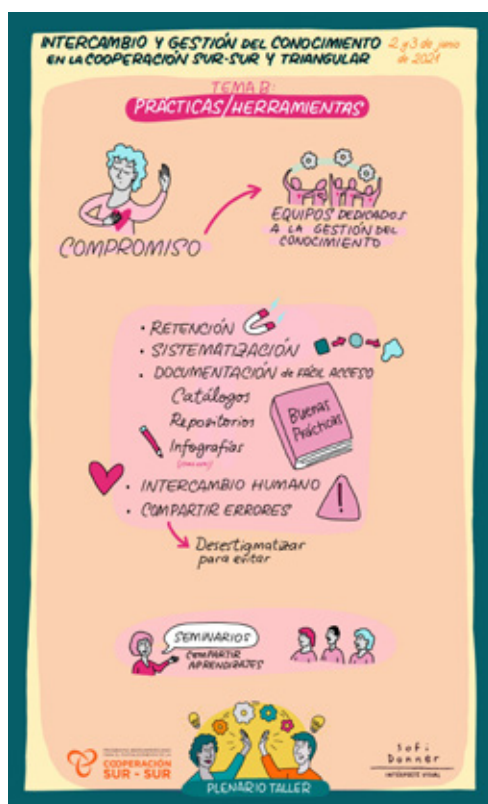 INTERCAMBIO Y GESTIÓN DEL CONOCIMIENTO
EN LA COOPERACIÓN SUR-SUR Y TRIANGULAR
2 y 3 de junio
de 2021
TEMA B:
PRÁCTICAS/HERRAMIENTAS
COMPROMISO
EQUIPOS DEDICADOS
A LA GESTIÓN DEL
CONOCIMIENTO
• RETENCIÓN
• SISTEMATIZACIÓN
• DOCUMENTACIÓN de FÁCIL ACCESO
Catálogos
Repositorios
Infografías
Buenas
Prácticas
• INTERCAMBIO HUMANO
• COMPARTIR ERRORES
Desestigmatizar
para evitar
SEMINARIOS
COMPARTIR
APRENDIZAJES
COOPERACIÓN
SUR - SUR
PLENARIO TALLER
Sofi
Donner
INTÉRPRETE VISUAL